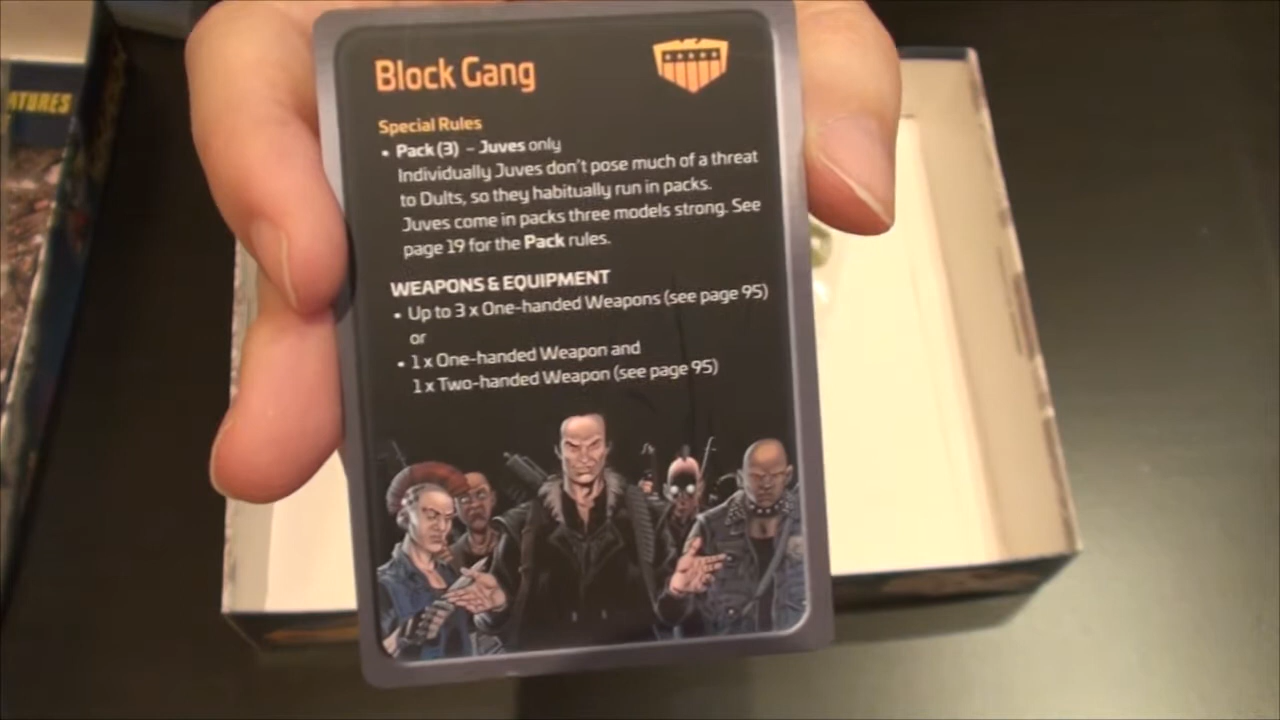 Block Gang
Special Rules
• Pack (3) – Juves only
Individually Juves don't pose much of a threat
to Dults, so they habitually run in packs.
Juves come in packs three models strong. See
page 19 for the Pack rules.
WEAPONS & EQUIPMENT
• Up to 3 x One-handed Weapons (see page 95)
or
• 1 x One-handed Weapon and
1 x Two-handed Weapon (see page 95)